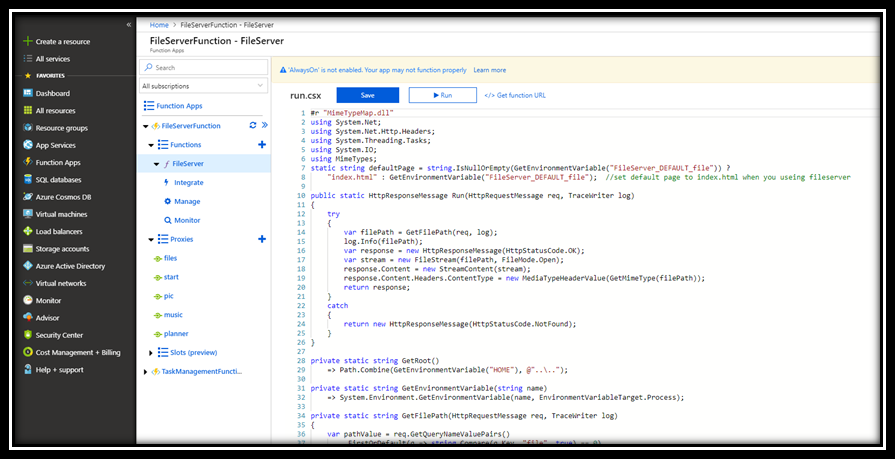 «
Home > FileServerFunction - FileServer
FileServerFunction - FileServer
Function Apps
Create a resource
All services
FAVORITES
Dashboard
All resources
Resource groups
App Services
Function Apps
SQL databases
Azure Cosmos DB
Virtual machines
Load balancers
Storage accounts
Azure Active Directory
Virtual networks
Monitor
Advisor
Security Center
Cost Management + Billing
Help + support
Search
All subscriptions
Function Apps
FileServerFunction
Functions
f FileServer
Integrate
Manage
Monitor
Proxies
files
start
pic
music
planner
Slots (preview)
TaskManagementFuncti...
'AlwaysOn' is not enabled. Your app may not function properly Learn more
run.csx Save Run </> Get function URL
1 #r "MimeTypeMap.dll"
2 using System.Net;
3 using System.Net.Http.Headers;
4 using System.Threading.Tasks;
5 using System.IO;
6 using MimeTypes;
7 static string defaultPage = string.IsNullOrEmpty(GetEnvironmentVariable("FileServer_DEFAULT_file")) ?
8 "index.html" : GetEnvironmentVariable("FileServer_DEFAULT_file"); //set default page to index.html when you useing fileserver
9
10 public static HttpResponseMessage Run(HttpRequestMessage req, TraceWriter log)
11 {
12 try
13 {
14 var filePath = GetFilePath(req, log);
15 log.Info(filePath);
16 var response = new HttpResponseMessage(HttpStatusCode.OK);
17 var stream = new FileStream(filePath, FileMode.Open);
18 response.Content = new StreamContent(stream);
19 response.Content.Headers.ContentType = new MediaTypeHeaderValue(GetMimeType(filePath));
20 return response;
21 }
22 catch
23 {
24 return new HttpResponseMessage(HttpStatusCode.NotFound);
25 }
26 }
27
28 private static string GetRoot()
29 => Path.Combine(GetEnvironmentVariable("HOME"), @"..\..");
30
31 private static string GetEnvironmentVariable(string name)
32 => System.Environment.GetEnvironmentVariable(name, EnvironmentVariableTarget.Process);
33
34 private static string GetFilePath(HttpRequestMessage req, TraceWriter log)
35 {
36 var pathValue = req.GetQueryNameValuePairs()
37 .FirstOrDefault(q => string.Compare(q.Key, "file", true) == 0)